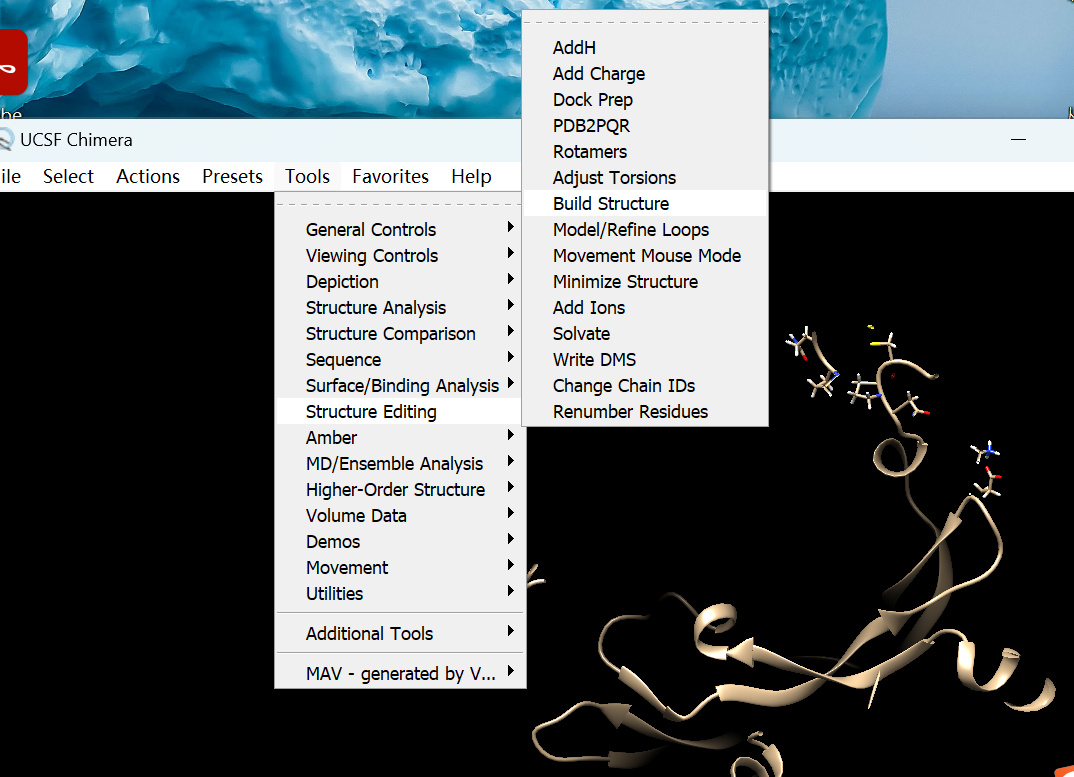 be
UCSF Chimera
ile Select Actions Presets Tools Favorites Help
AddH
Add Charge
Dock Prep
PDB2PQR
Rotamers
Adjust Torsions
Build Structure
Model/Refine Loops
Movement Mouse Mode
Minimize Structure
Add Ions
Solvate
Write DMS
Change Chain IDs
Renumber Residues
General Controls
Viewing Controls
Depiction
Structure Analysis
Structure Comparison
Sequence
Surface/Binding Analysis
Structure Editing
Amber
MD/Ensemble Analysis
Higher-Order Structure
Volume Data
Demos
Movement
Utilities
Additional Tools
MAV - generated by V...